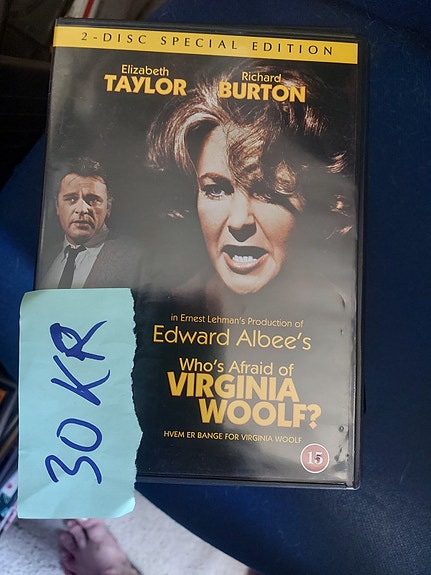 2-DISC SPECIAL EDITION
Elizabeth TAYLOR
Richard BURTON
in Ernest Lehman's Production of
Edward Albee's
Who's Afraid of
VIRGINIA
WOOLF?
HVEM ER BANGE FOR VIRGINIA WOOLF
15
30 KR